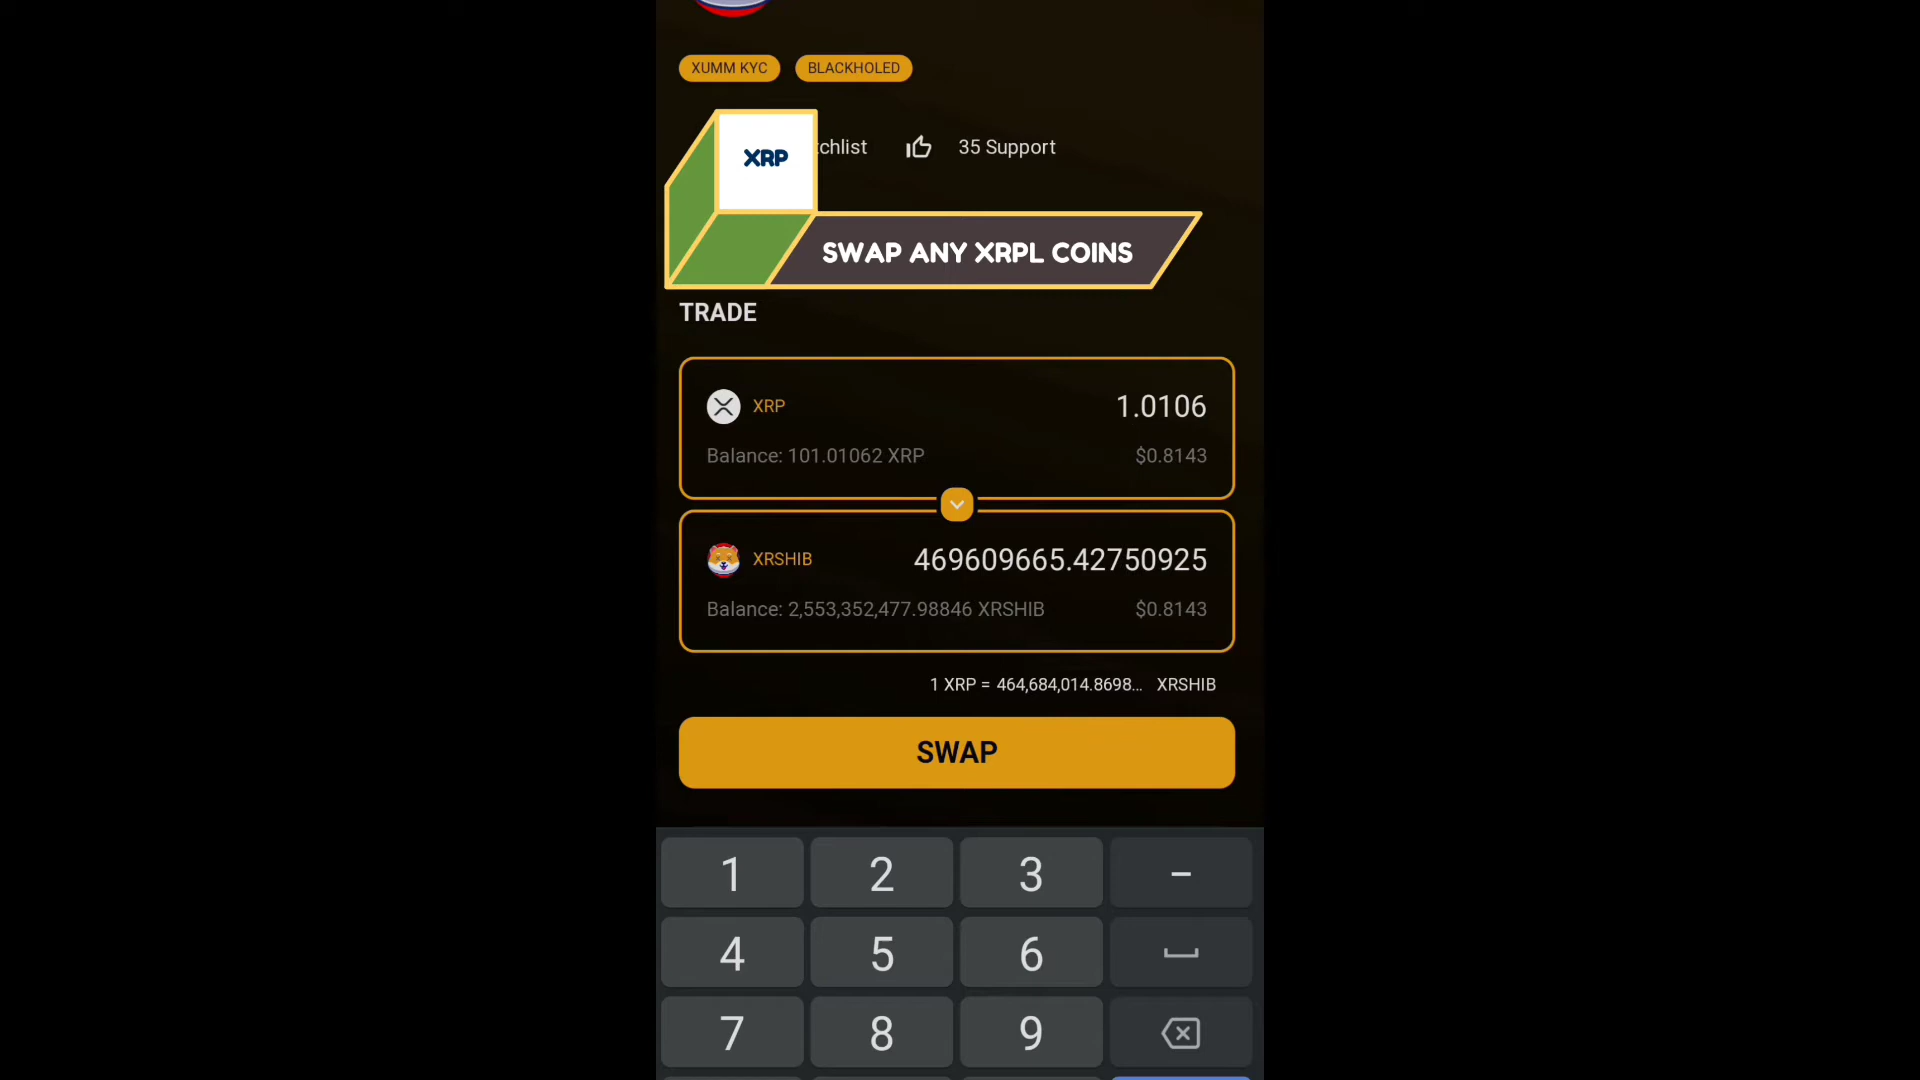 XUMM KYC BLACKHOLED
XRP
tchlist 35 Support
SWAP ANY XRPL COINS
TRADE
XRP 1.0106
Balance: 101.01062 XRP $0.8143
XRSHIB 469609665.42750925
Balance: 2,553,352,477.98846 XRSHIB $0.8143
1 XRP = 464,684,014.8698... XRSHIB
SWAP
1 2 3 –
4 5 6
7 8 9